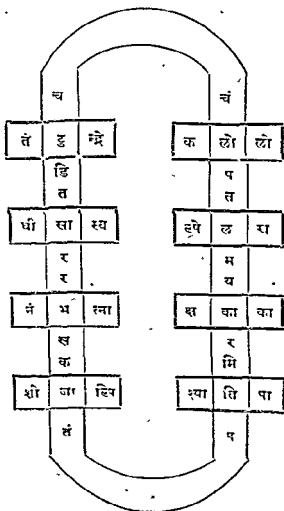 च चं
तं डु म्द्रे क लो लो
डि प
त त
धी सा स्व हपे ल रा
र भ
र य
नं भ त्ना क्ष का का
ख र
क मि
शो जा हिप श्या ति पा
तं प